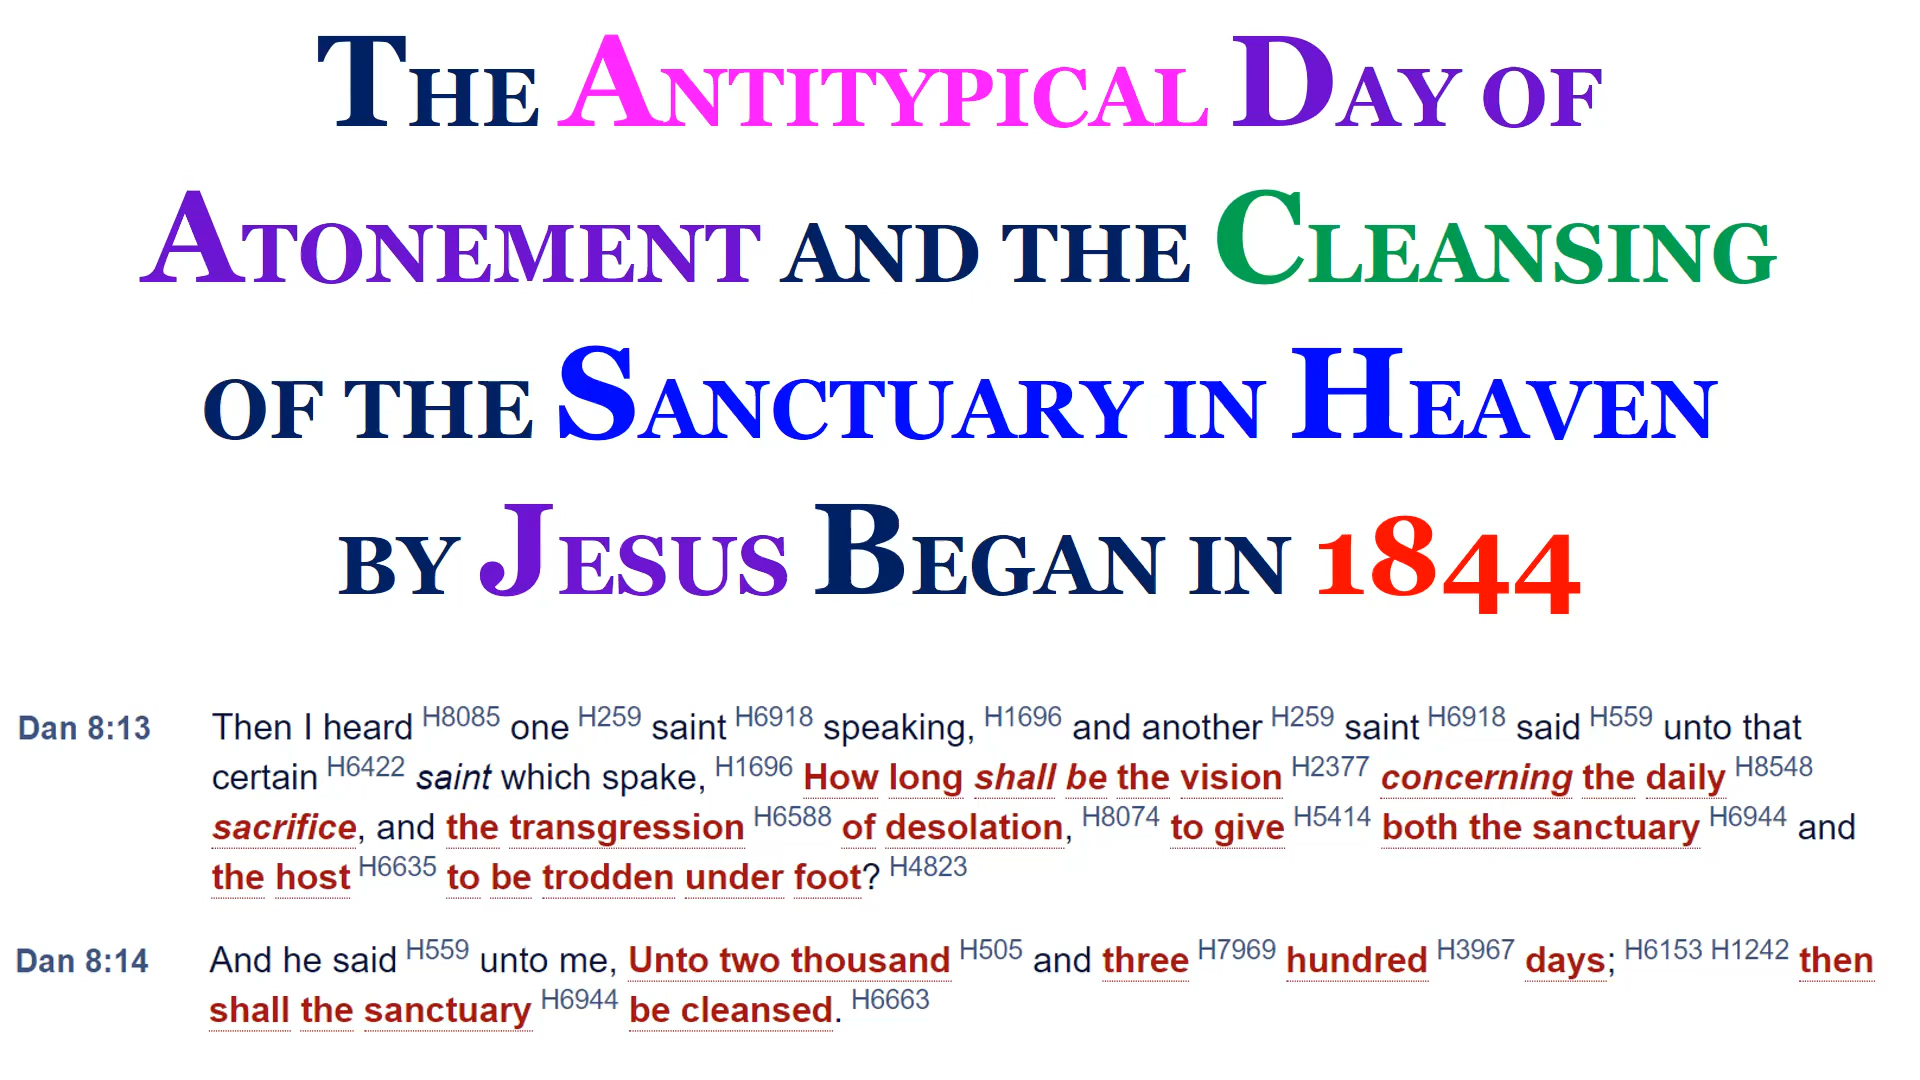 The Antitypical Day of
Atonement and the Cleansing
of the Sanctuary in Heaven
by Jesus Began in 1844
Dan 8:13 Then I heard H8085 one H259 saint H6918 speaking, H1696 and another H259 saint H6918 said H559 unto that
certain H6422 saint which spake, H1696 How long shall be the vision H2377 concerning the daily H8548
sacrifice, and the transgression H6588 of desolation, H8074 to give H5414 both the sanctuary H6944 and
the host H6635 to be trodden under foot? H4823
Dan 8:14 And he said H559 unto me, Unto two thousand H505 and three H7969 hundred H3967 days; H6153 H1242 then
shall the sanctuary H6944 be cleansed. H6663